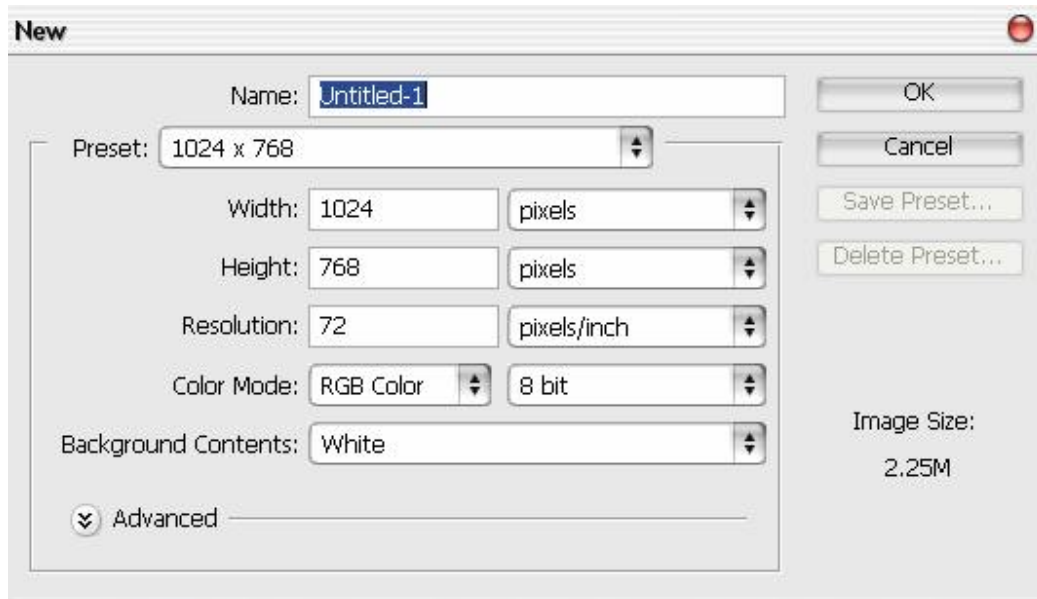 New
Name: Untitled-1
OK
Preset: 1024 x 768
Cancel
Width: 1024 pixels
Save Preset...
Height: 768 pixels
Delete Preset...
Resolution: 72 pixels/inch
Color Mode: RGB Color 8 bit
Background Contents: White
Image Size:
2.25M
Advanced